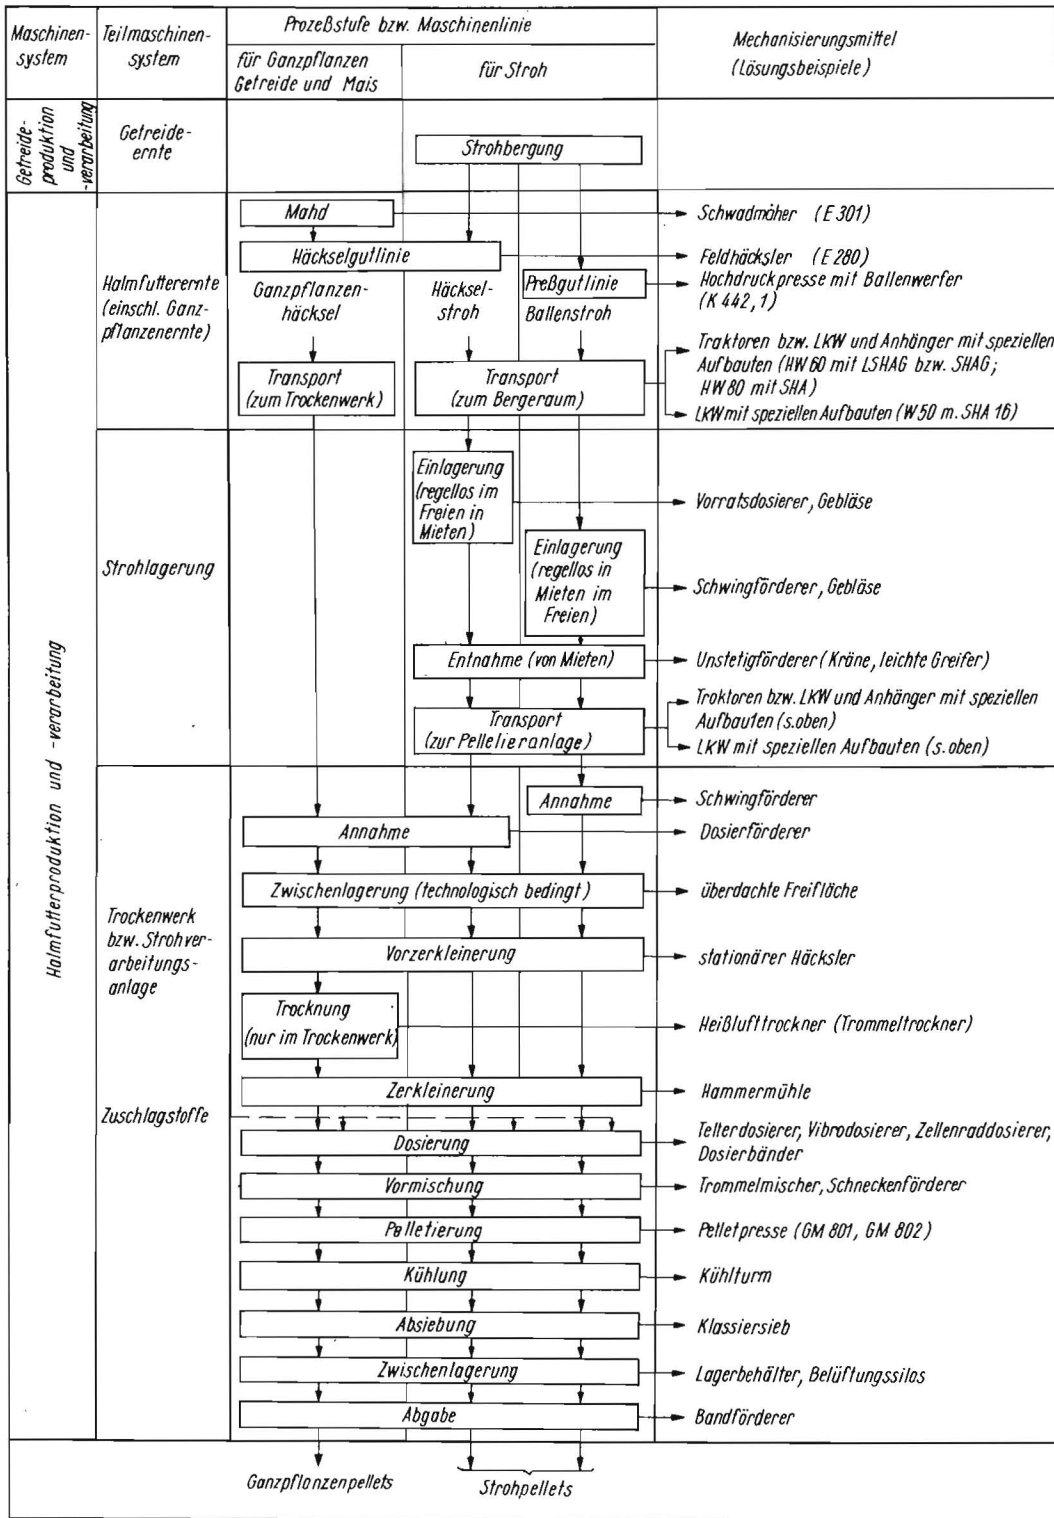 Maschinen-
system
Teilmaschinen-
system
Prozeßstufe bzw. Maschinenlinie
für Ganzpflanzen
Getreide und Mais
für Stroh
Mechanisierungsmittel
(Lösungsbeispiele)
Getreide-
produktion
und
-verarbeitung
Getreide-
ernte
Strohbergung
Halmfutterproduktion und -verarbeitung
Halmfutterernte
(einschl. Ganz-
pflanzenernte)
Mahd
Schwadmäher (E 301)
Häckselgutlinie
Feldhäcksler (E 280)
Preßgutlinie
Hochdruckpresse mit Ballenwerfer
(K 442,1)
Ganzpflanzen-
häcksel
Häcksel-
stroh
Ballenstroh
Transport
(zum Trockenwerk)
Transport
(zum Bergeraum)
Traktoren bzw. LKW und Anhänger mit speziellen
Aufbauten (HW 60 mit LSHAG bzw. SHAG;
HW 80 mit SHA)
LKW mit speziellen Aufbauten (W 50 m. SHA 16)
Strohlagerung
Einlagerung
(regellos im
Freien in
Mieten)
Vorratsdosierer, Gebläse
Einlagerung
(regellos in
Mieten im
Freien)
Schwingförderer, Gebläse
Entnahme (von Mieten)
Unstetigförderer (Kräne, leichte Greifer)
Transport
(zur Pelletieranlage)
Traktoren bzw. LKW und Anhänger mit speziellen
Aufbauten (s. oben)
LKW mit speziellen Aufbauten (s. oben)
Trockenwerk
bzw. Strohver-
arbeitungs-
anlage
Annahme
Schwingförderer
Annahme
Dosierförderer
Zwischenlagerung (technologisch bedingt)
überdachte Freifläche
Vorzerkleinerung
stationärer Häcksler
Trocknung
(nur im Trockenwerk)
Heißlufttrockner (Trommeltrockner)
Zerkleinerung
Hammermühle
Zuschlagstoffe
Dosierung
Tellerdosierer, Vibrodosierer, Zellenraddosierer,
Dosierbänder
Vormischung
Trommelmischer, Schneckenförderer
Pelletierung
Pelletpresse (GM 801, GM 802)
Kühlung
Kühlturm
Absiebung
Klassiersieb
Zwischenlagerung
Lagerbehälter, Belüftungssilos
Abgabe
Bandförderer
Ganzpflanzenpellets
Strohpellets